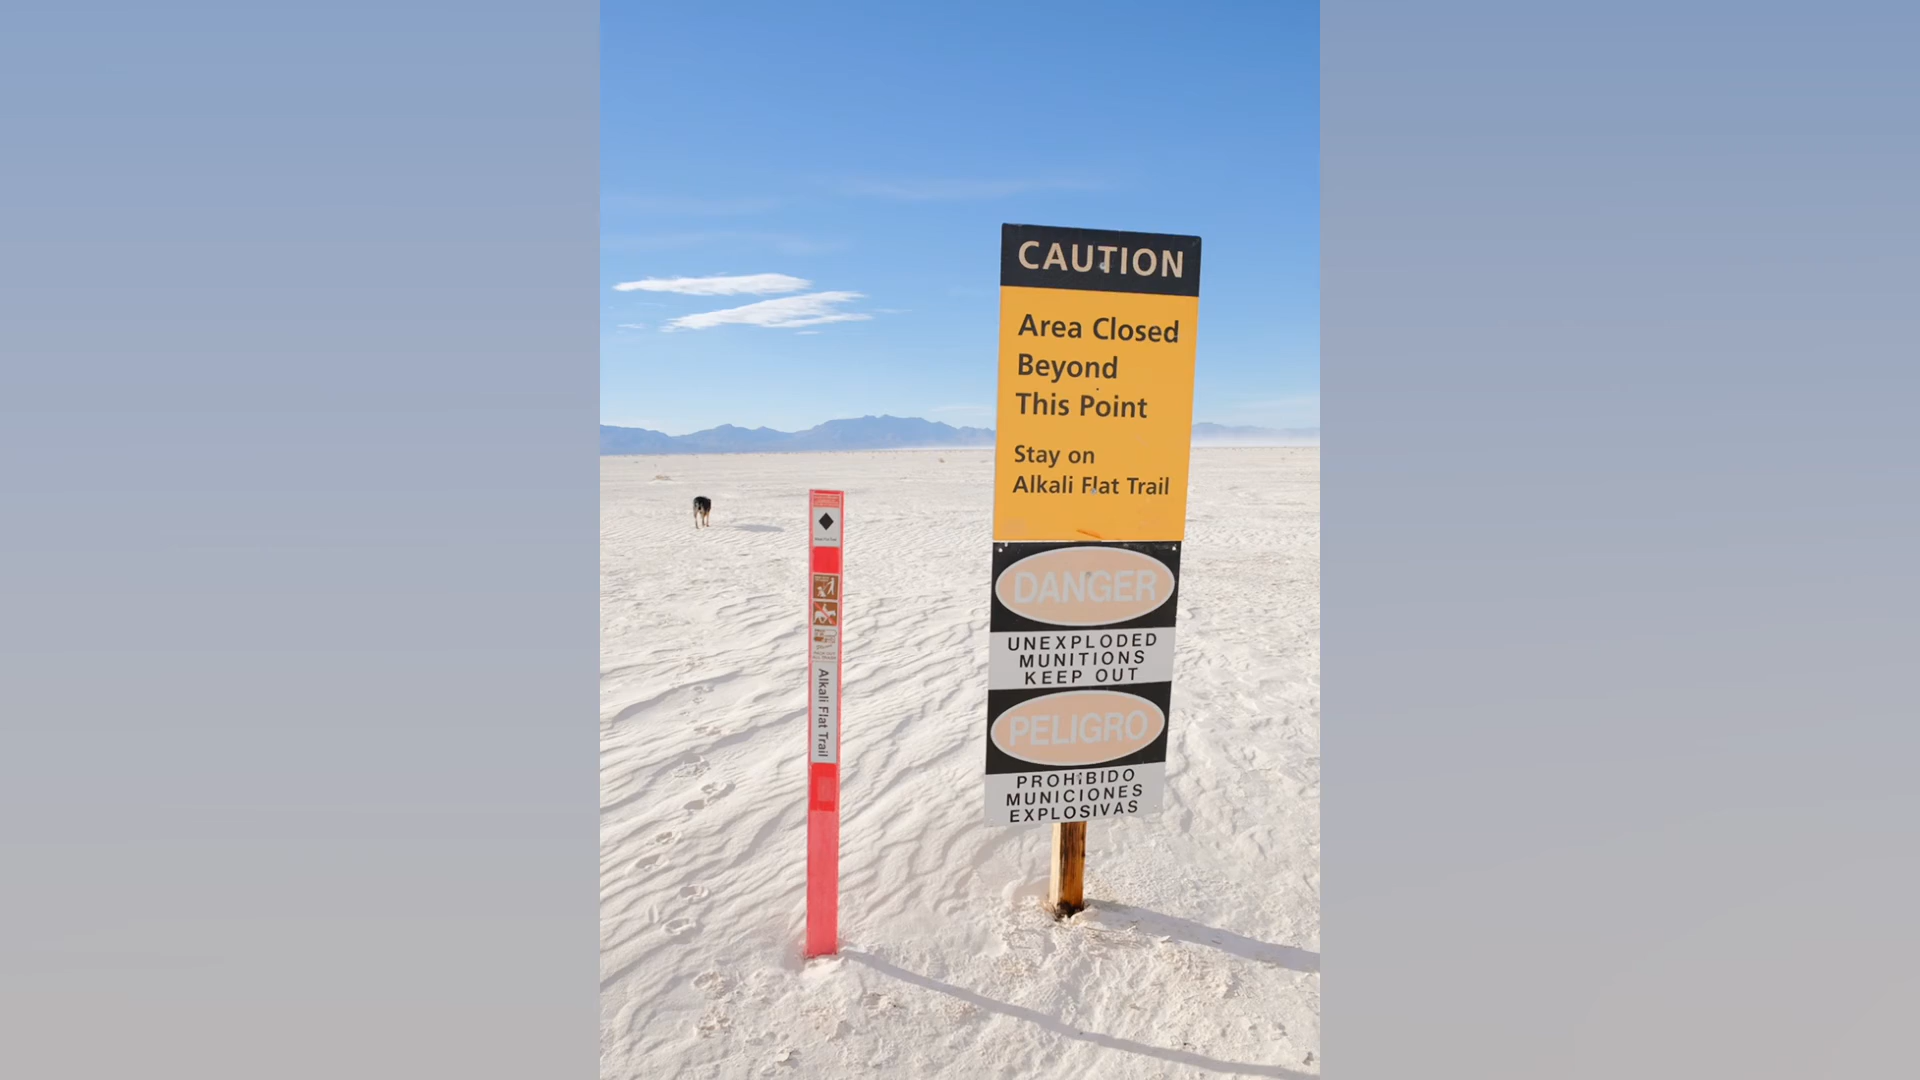 CAUTION
Area Closed
Beyond
This Point
Stay on
Alkali Flat Trail
DANGER
UNEXPLODED
MUNITIONS
KEEP OUT
PELIGRO
PROHIBIDO
MUNICIONES
EXPLOSIVAS
Alkali Flat Trail